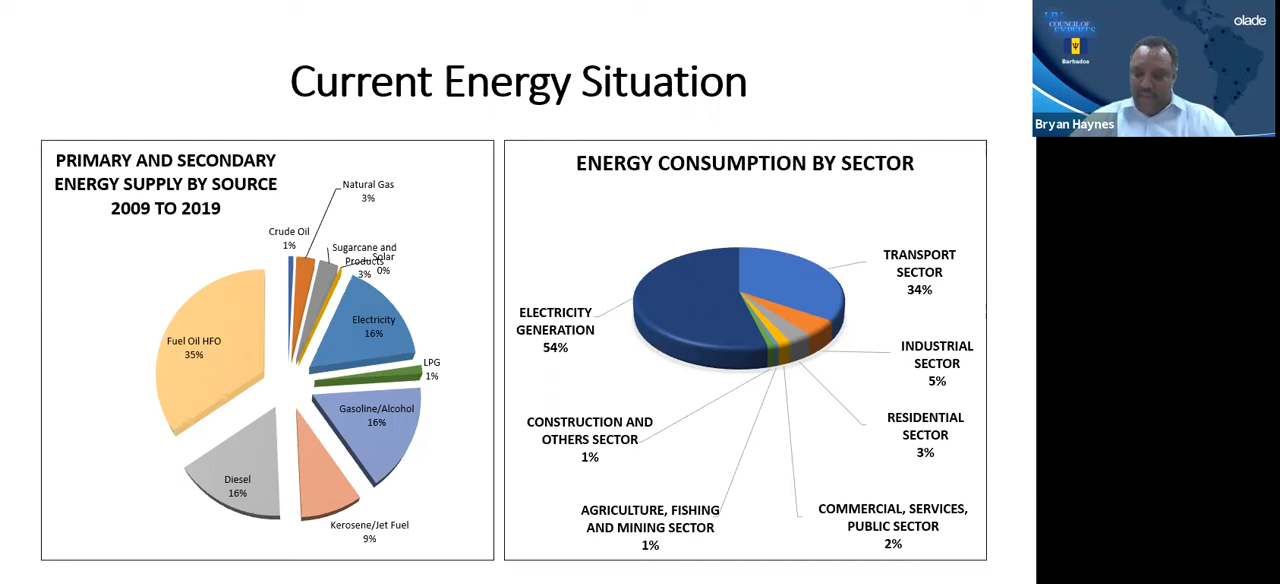 Current Energy Situation
PRIMARY AND SECONDARY
ENERGY SUPPLY BY SOURCE
2009 TO 2019
Natural Gas
3%
Crude Oil
1%
Sugarcane and
Products
3%
Solar
0%
Electricity
16%
Fuel Oil HFO
35%
LPG
1%
Gasoline/Alcohol
16%
Diesel
16%
Kerosene/Jet Fuel
9%
ENERGY CONSUMPTION BY SECTOR
TRANSPORT
SECTOR
34%
ELECTRICITY
GENERATION
54%
INDUSTRIAL
SECTOR
5%
CONSTRUCTION AND
OTHERS SECTOR
1%
RESIDENTIAL
SECTOR
3%
AGRICULTURE, FISHING
AND MINING SECTOR
1%
COMMERCIAL, SERVICES,
PUBLIC SECTOR
2%
COUNCIL OF
EXPERTS
olade
Barbados
Bryan Haynes